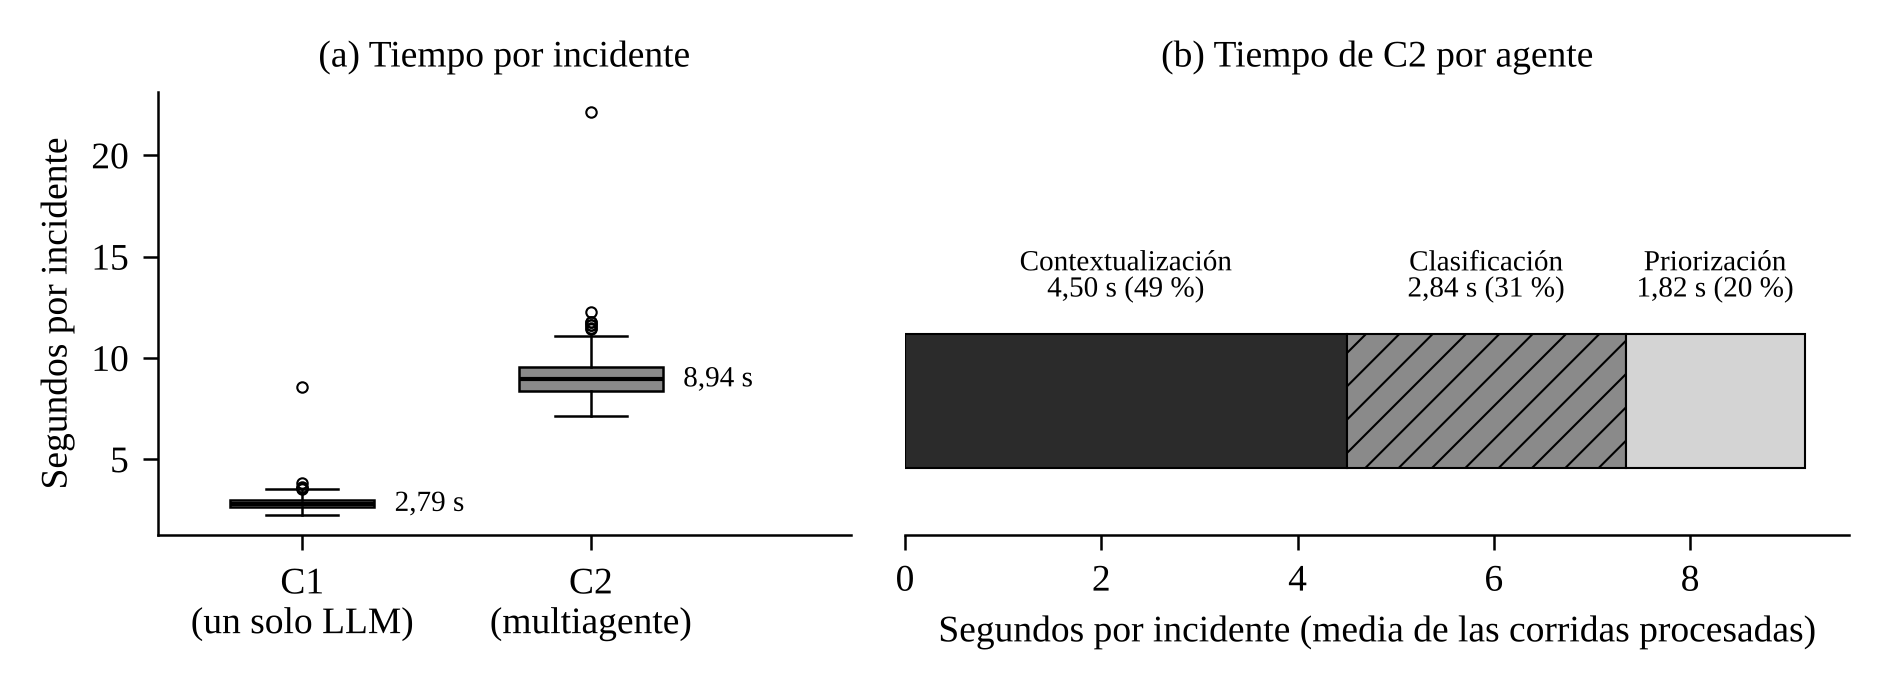 (a) Tiempo por incidente
Segundos por incidente
20
15
10
5
8,94 s
2,79 s
C1
(un solo LLM)
C2
(multiagente)
(b) Tiempo de C2 por agente
Contextualización
4,50 s (49 %)
Clasificación
2,84 s (31 %)
Priorización
1,82 s (20 %)
0 2 4 6 8
Segundos por incidente (media de las corridas procesadas)